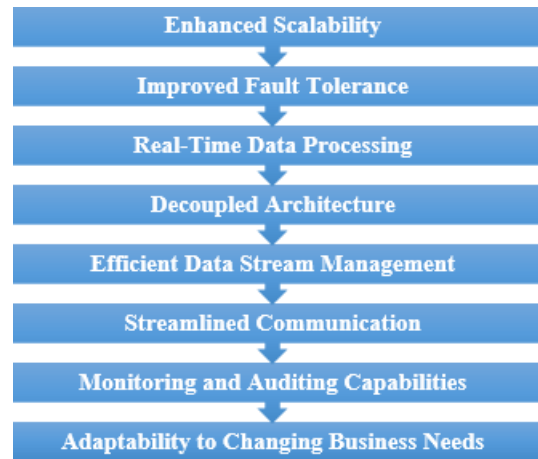 Enhanced Scalability
Improved Fault Tolerance
Real-Time Data Processing
Decoupled Architecture
Efficient Data Stream Management
Streamlined Communication
Monitoring and Auditing Capabilities
Adaptability to Changing Business Needs